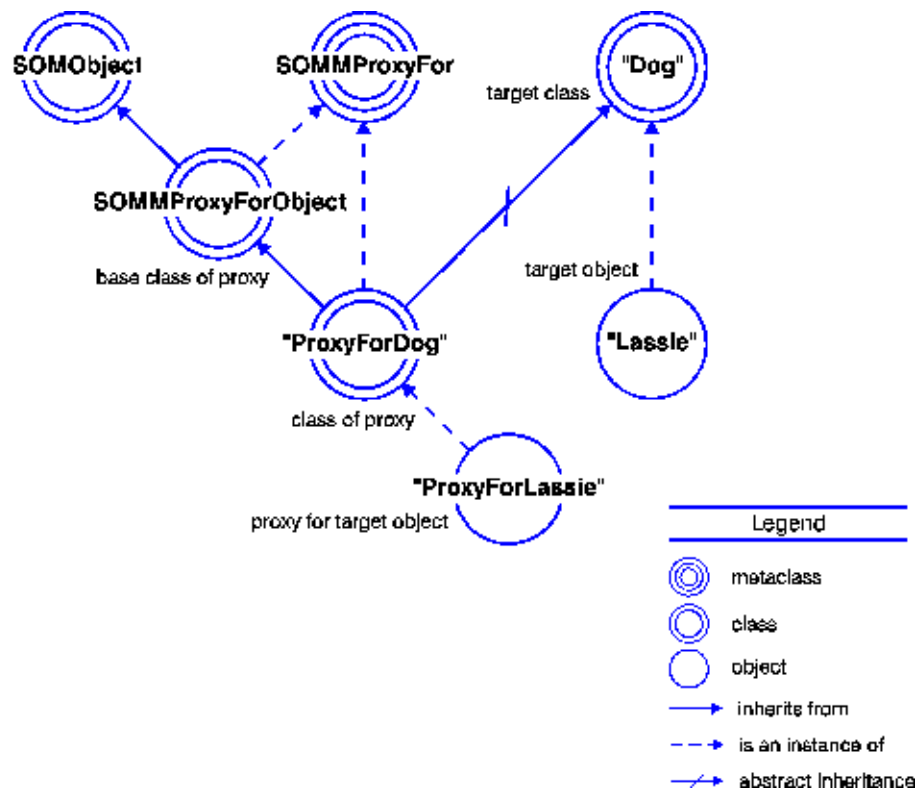 SOMObject
SOMMProxyFor
"Dog"
target class
SOMMProxyForObject
base class of proxy
target object
"ProxyForDog"
"Lassie"
class of proxy
"ProxyForLassie"
proxy for target object
Legend
metaclass
class
object
inherits from
is an instance of
abstract inheritance